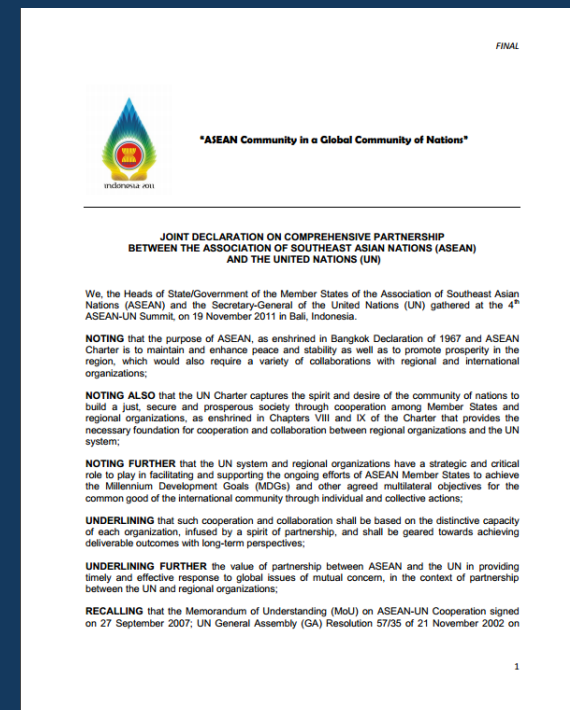 FINAL
"ASEAN Community in a Global Community of Nations"
indonesia 2011
JOINT DECLARATION ON COMPREHENSIVE PARTNERSHIP
BETWEEN THE ASSOCIATION OF SOUTHEAST ASIAN NATIONS (ASEAN)
AND THE UNITED NATIONS (UN)
We, the Heads of State/Government of the Member States of the Association of Southeast Asian
Nations (ASEAN) and the Secretary-General of the United Nations (UN) gathered at the 4th
ASEAN-UN Summit, on 19 November 2011 in Bali, Indonesia.
NOTING that the purpose of ASEAN, as enshrined in Bangkok Declaration of 1967 and ASEAN
Charter is to maintain and enhance peace and stability as well as to promote prosperity in the
region, which would also require a variety of collaborations with regional and international
organizations;
NOTING ALSO that the UN Charter captures the spirit and desire of the community of nations to
build a just, secure and prosperous society through cooperation among Member States and
regional organizations, as enshrined in Chapters VIII and IX of the Charter that provides the
necessary foundation for cooperation and collaboration between regional organizations and the UN
system;
NOTING FURTHER that the UN system and regional organizations have a strategic and critical
role to play in facilitating and supporting the ongoing efforts of ASEAN Member States to achieve
the Millennium Development Goals (MDGs) and other agreed multilateral objectives for the
common good of the international community through individual and collective actions;
UNDERLINING that such cooperation and collaboration shall be based on the distinctive capacity
of each organization, infused by a spirit of partnership, and shall be geared towards achieving
deliverable outcomes with long-term perspectives;
UNDERLINING FURTHER the value of partnership between ASEAN and the UN in providing
timely and effective response to global issues of mutual concern, in the context of partnership
between the UN and regional organizations;
RECALLING that the Memorandum of Understanding (MoU) on ASEAN-UN Cooperation signed
on 27 September 2007; UN General Assembly (GA) Resolution 57/35 of 21 November 2002 on
1